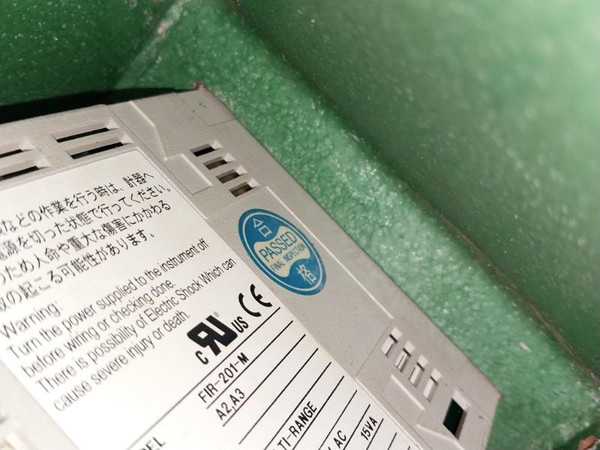 などの作業を行う時は、計器へ
電源を切った状態で行ってください。
ため人命や重大な傷害にかかわる
の起こる可能性があります。
Warning:
Turn the power supplied to the instrument off
before wiring or checking done.
There is possibility of Electric Shock Which can
cause severe injury or death.
合
PASSED
FINAL INSPECTION
格
C US CE
FIR-201-M
A2,A3
TI-RANGE
AC
15VA